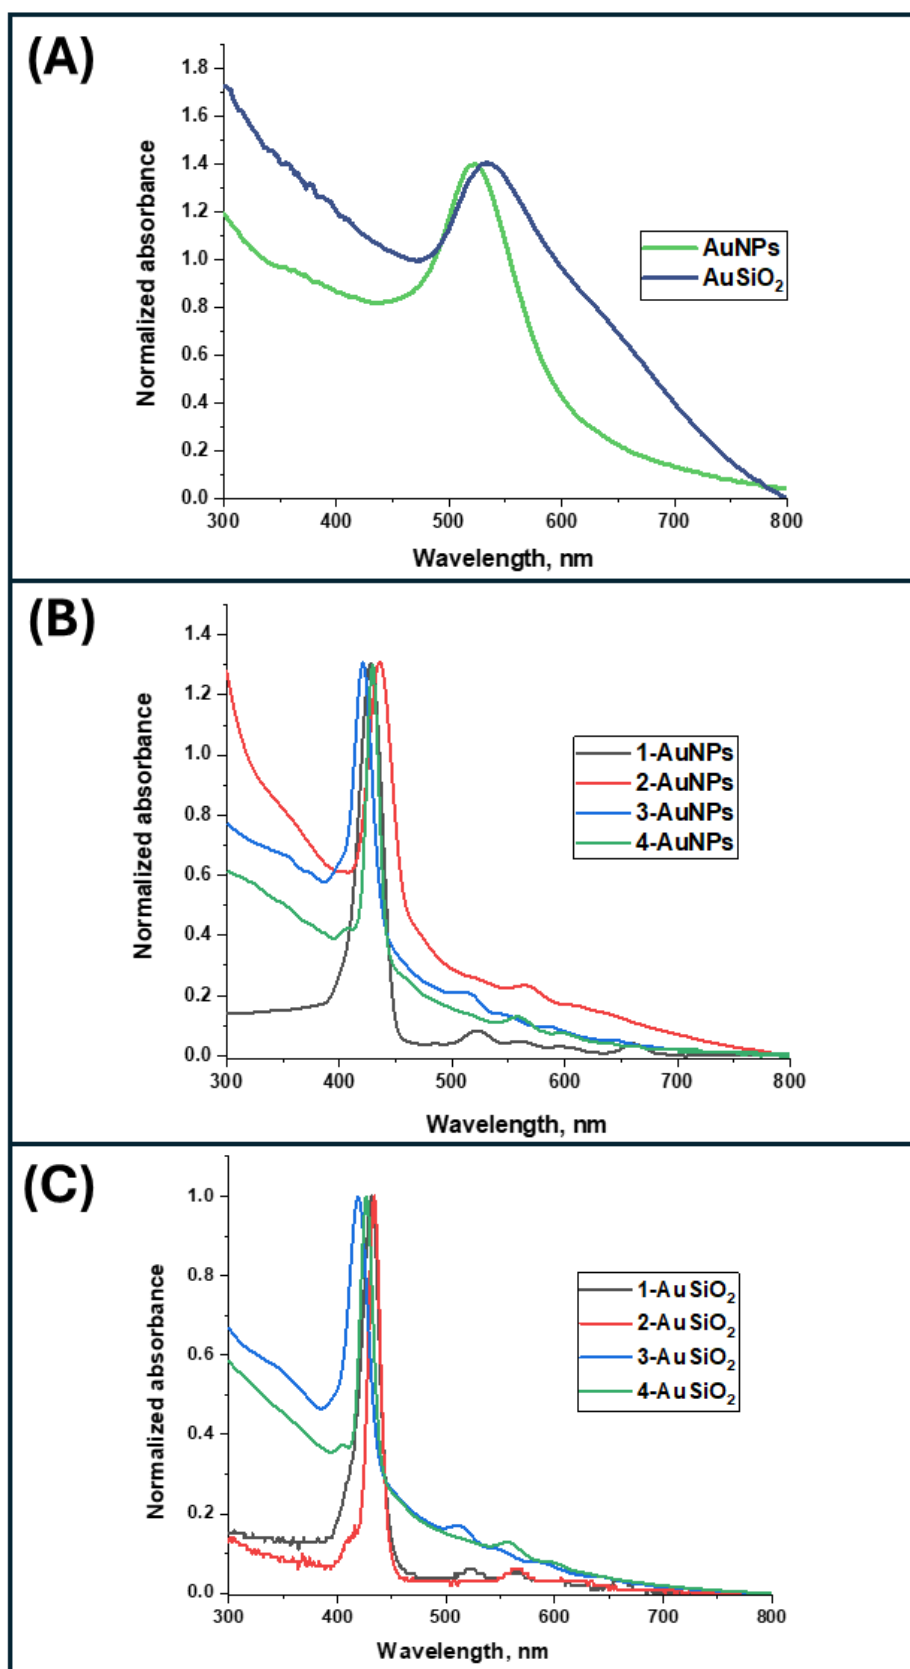 (A)
Normalized absorbance
1.8
1.6
1.4
1.2
1.0
0.8
0.6
0.4
0.2
0.0
AuNPs
AuSiO₂
300 400 500 600 700 800
Wavelength, nm
(B)
Normalized absorbance
1.4
1.2
1.0
0.8
0.6
0.4
0.2
0.0
1-AuNPs
2-AuNPs
3-AuNPs
4-AuNPs
300 400 500 600 700 800
Wavelength, nm
(C)
Normalized absorbance
1.0
0.8
0.6
0.4
0.2
0.0
1-AuSiO₂
2-AuSiO₂
3-AuSiO₂
4-AuSiO₂
300 400 500 600 700 800
Wavelength, nm